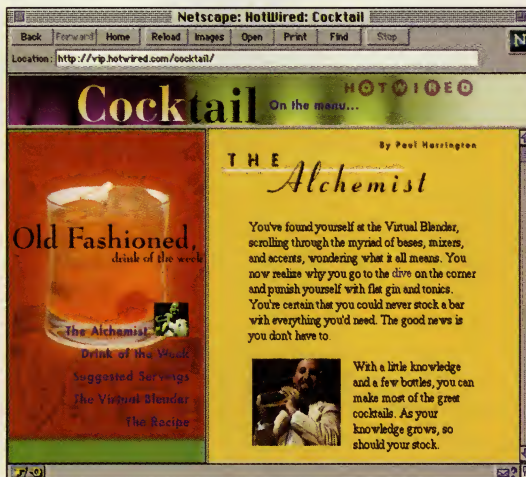 Netscape: HotWired: Cocktail
Back Forward Home Reload Images Open Print Find Stop
Location: http://vip.hotwired.com/cocktail/
N
HOTWIRED
Cocktail On the menu...
Old Fashioned,
drink of the week
The Alchemist
Drink of the Week
Suggested Servings
The Virtual Blender
The Recipe
By Paul Harrington
THE
Alchemist
You've found yourself at the Virtual Blender,
scrolling through the myriad of bases, mixers,
and accents, wondering what it all means. You
now realize why you go to the dive on the corner
and punish yourself with flat gin and tonics.
You're certain that you could never stock a bar
with everything you'd need. The good news is
you don't have to.
With a little knowledge
and a few bottles, you can
make most of the great
cocktails. As your
knowledge grows, so
should your stock.